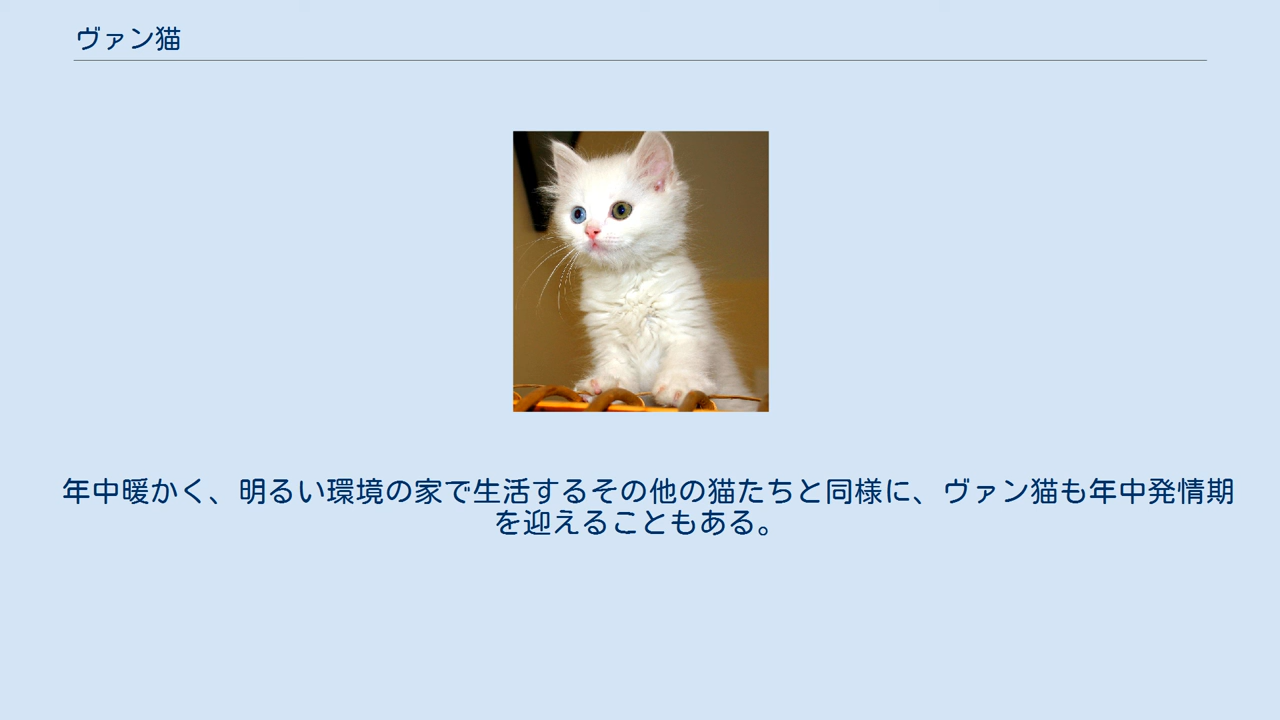 ヴァン猫
年中暖かく、明るい環境の家で生活するその他の猫たちと同様に、ヴァン猫も年中発情期
を迎えることもある。